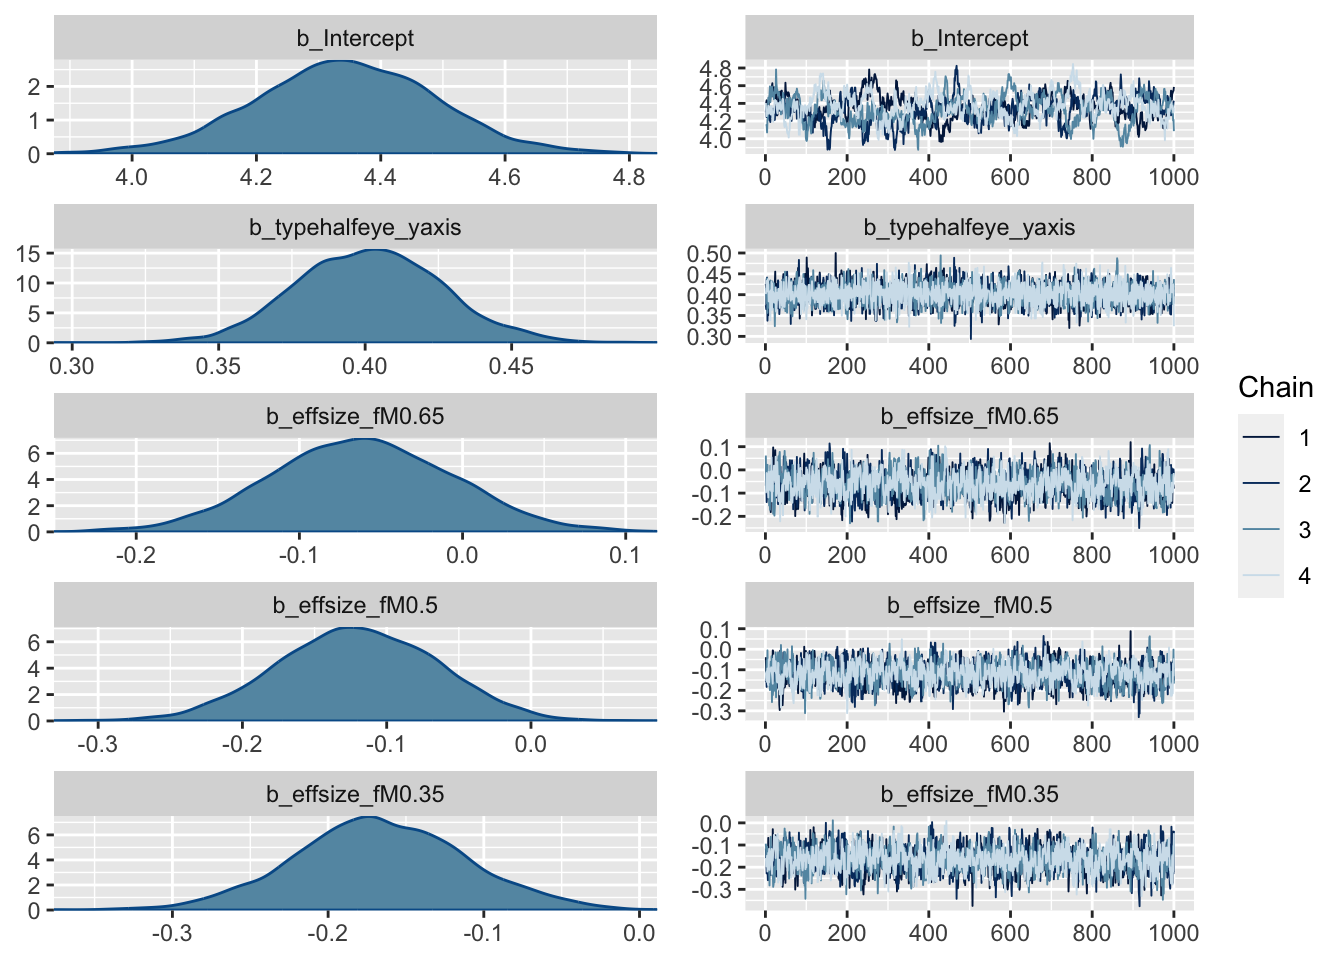 b_Intercept
2
1
0
4.0 4.2 4.4 4.6 4.8
b_Intercept
4.8
4.6
4.4
4.2
4.0
0 200 400 600 800 1000
b_typehalfeye_yaxis
15
10
5
0
0.30 0.35 0.40 0.45
b_typehalfeye_yaxis
0.50
0.45
0.40
0.35
0.30
0 200 400 600 800 1000
b_effsize_fM0.65
6
4
2
0
-0.2 -0.1 0.0 0.1
b_effsize_fM0.65
0.1
0.0
-0.1
-0.2
0 200 400 600 800 1000
b_effsize_fM0.5
6
4
2
0
-0.3 -0.2 -0.1 0.0
b_effsize_fM0.5
0.1
0.0
-0.1
-0.2
-0.3
0 200 400 600 800 1000
b_effsize_fM0.35
6
4
2
0
-0.3 -0.2 -0.1 0.0
b_effsize_fM0.35
0.0
-0.1
-0.2
-0.3
0 200 400 600 800 1000
Chain
1
2
3
4